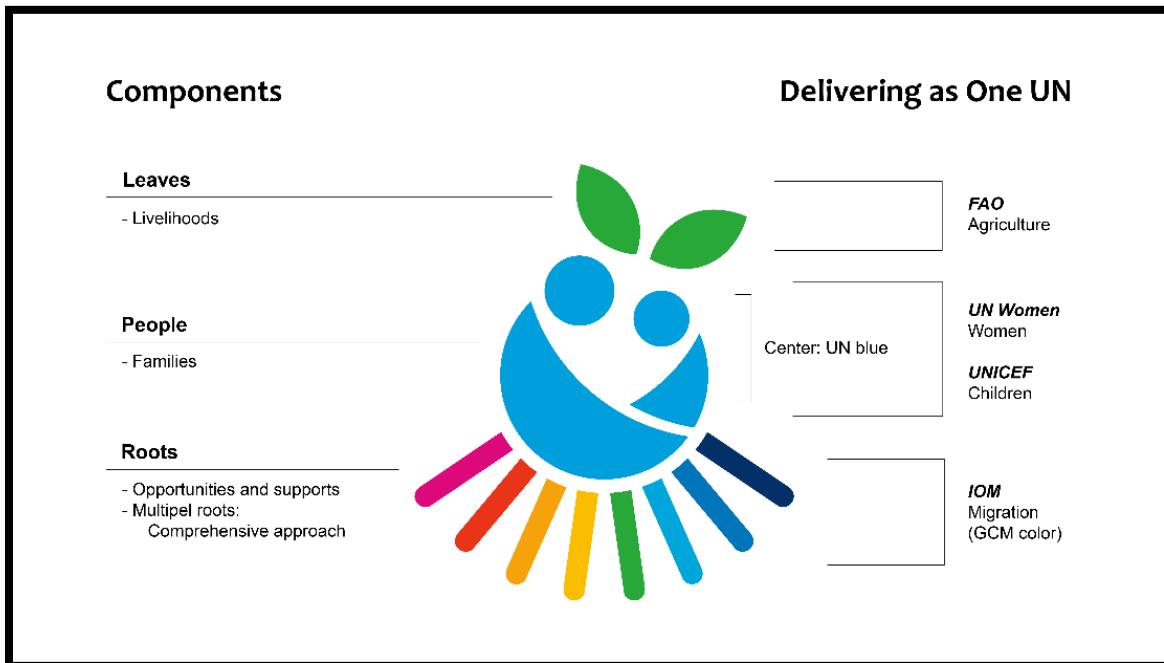 Components
Delivering as One UN
Leaves
- Livelihoods
FAO
Agriculture
People
- Families
Center: UN blue
UN Women
Women
UNICEF
Children
Roots
- Opportunities and supports
- Multipel roots:
Comprehensive approach
IOM
Migration
(GCM color)